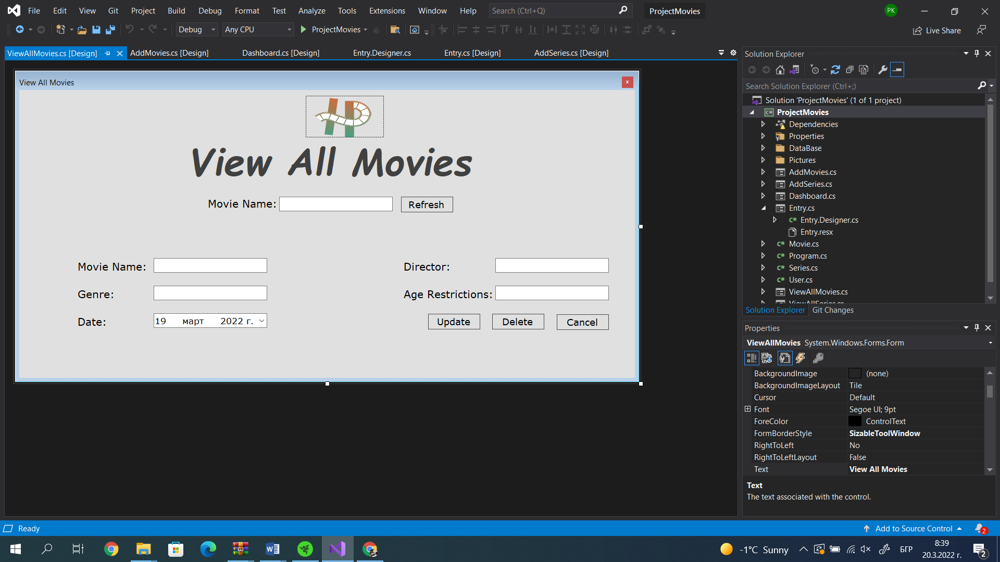 File Edit View Git Project Build Debug Format Test Analyze Tools Extensions Window Help Search (Ctrl+Q) ProjectMovies PK
Debug Any CPU ProjectMovies Live Share
ViewAllMovies.cs [Design] AddMovies.cs [Design] Dashboard.cs [Design] Entry.Designer.cs Entry.cs [Design] AddSeries.cs [Design]
View All Movies
View All Movies
Movie Name: Refresh
Movie Name: Director:
Genre: Age Restrictions:
Date: 19 март 2022 г. Update Delete Cancel
Solution Explorer
Search Solution Explorer (Ctrl+;)
Solution 'ProjectMovies' (1 of 1 project)
ProjectMovies
Dependencies
Properties
DataBase
Pictures
AddMovies.cs
AddSeries.cs
Dashboard.cs
Entry.cs
Entry.Designer.cs
Entry.resx
Movie.cs
Program.cs
Series.cs
User.cs
ViewAllMovies.cs
ViewAllSeries.cs
Solution Explorer Git Changes
Properties
ViewAllMovies System.Windows.Forms.Form
BackgroundImage (none)
BackgroundImageLayout Tile
Cursor Default
Font Segoe UI; 9pt
ForeColor ControlText
FormBorderStyle SizableToolWindow
RightToLeft No
RightToLeftLayout False
Text View All Movies
Text
The text associated with the control.
Ready Add to Source Control 2
-1°C Sunny БГР 8:39
20.3.2022 г. 2